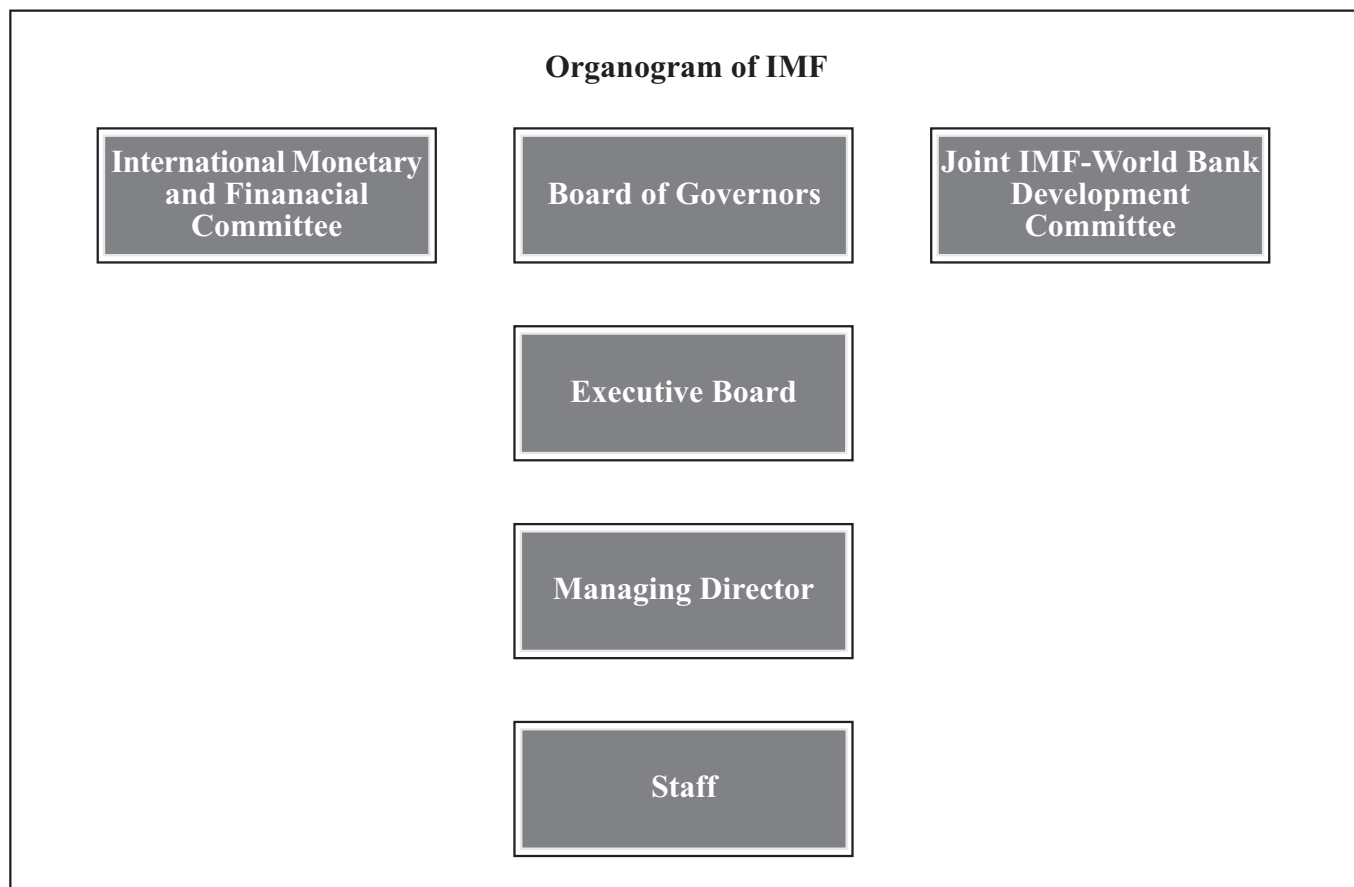 Organogram of IMF
International Monetary
and Finanacial
Committee
Board of Governors
Joint IMF-World Bank
Development
Committee
Executive Board
Managing Director
Staff